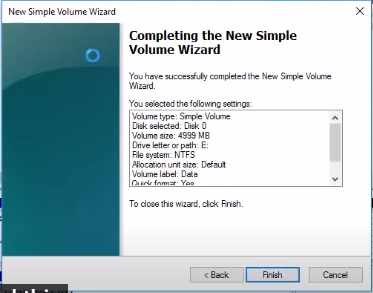 New Simple Volume Wizard
Completing the New Simple
Volume Wizard
You have successfully completed the New Simple Volume
Wizard.
You selected the following settings:
Volume type: Simple Volume
Disk selected: Disk 0
Volume size: 4999 MB
Drive letter or path: E:
File system: NTFS
Allocation unit size: Default
Volume label: Data
Quick format: Yes
To close this wizard, click Finish.
< Back
Finish
Cancel